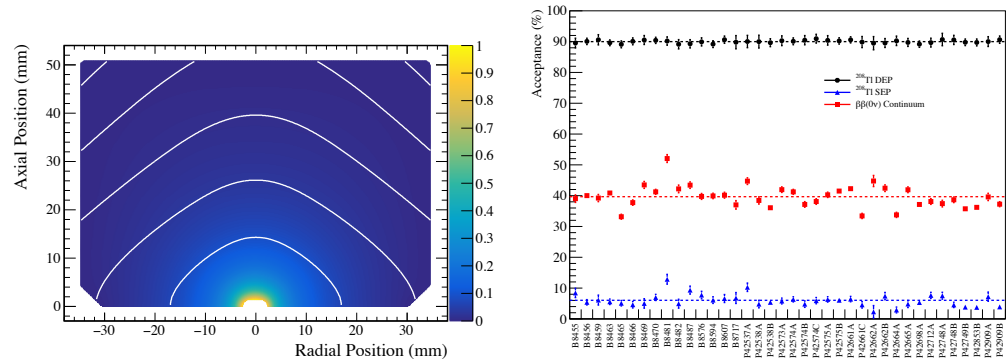 Axial Position (mm)
50
40
30
20
10
0
−30
−20
−10
0
10
20
30
Radial Position (mm)
1
0.9
0.8
0.7
0.6
0.5
0.4
0.3
0.2
0.1
0
Acceptance (%)
100
90
80
70
60
50
40
30
20
10
0
²⁰⁸Tl DEP
²⁰⁸Tl SEP
ββ(0ν) Continuum
B8455
B8456
B8459
B8463
B8465
B8466
B8469
B8470
B8481
B8482
B8487
B8576
B8594
B8607
B8717
P42537A
P42538A
P42538B
P42573A
P42574A
P42574B
P42574C
P42575A
P42575B
P42661A
P42661C
P42662A
P42662B
P42664A
P42665A
P42698A
P42712A
P42748A
P42748B
P42749B
P42853B
P42909A
P42909B